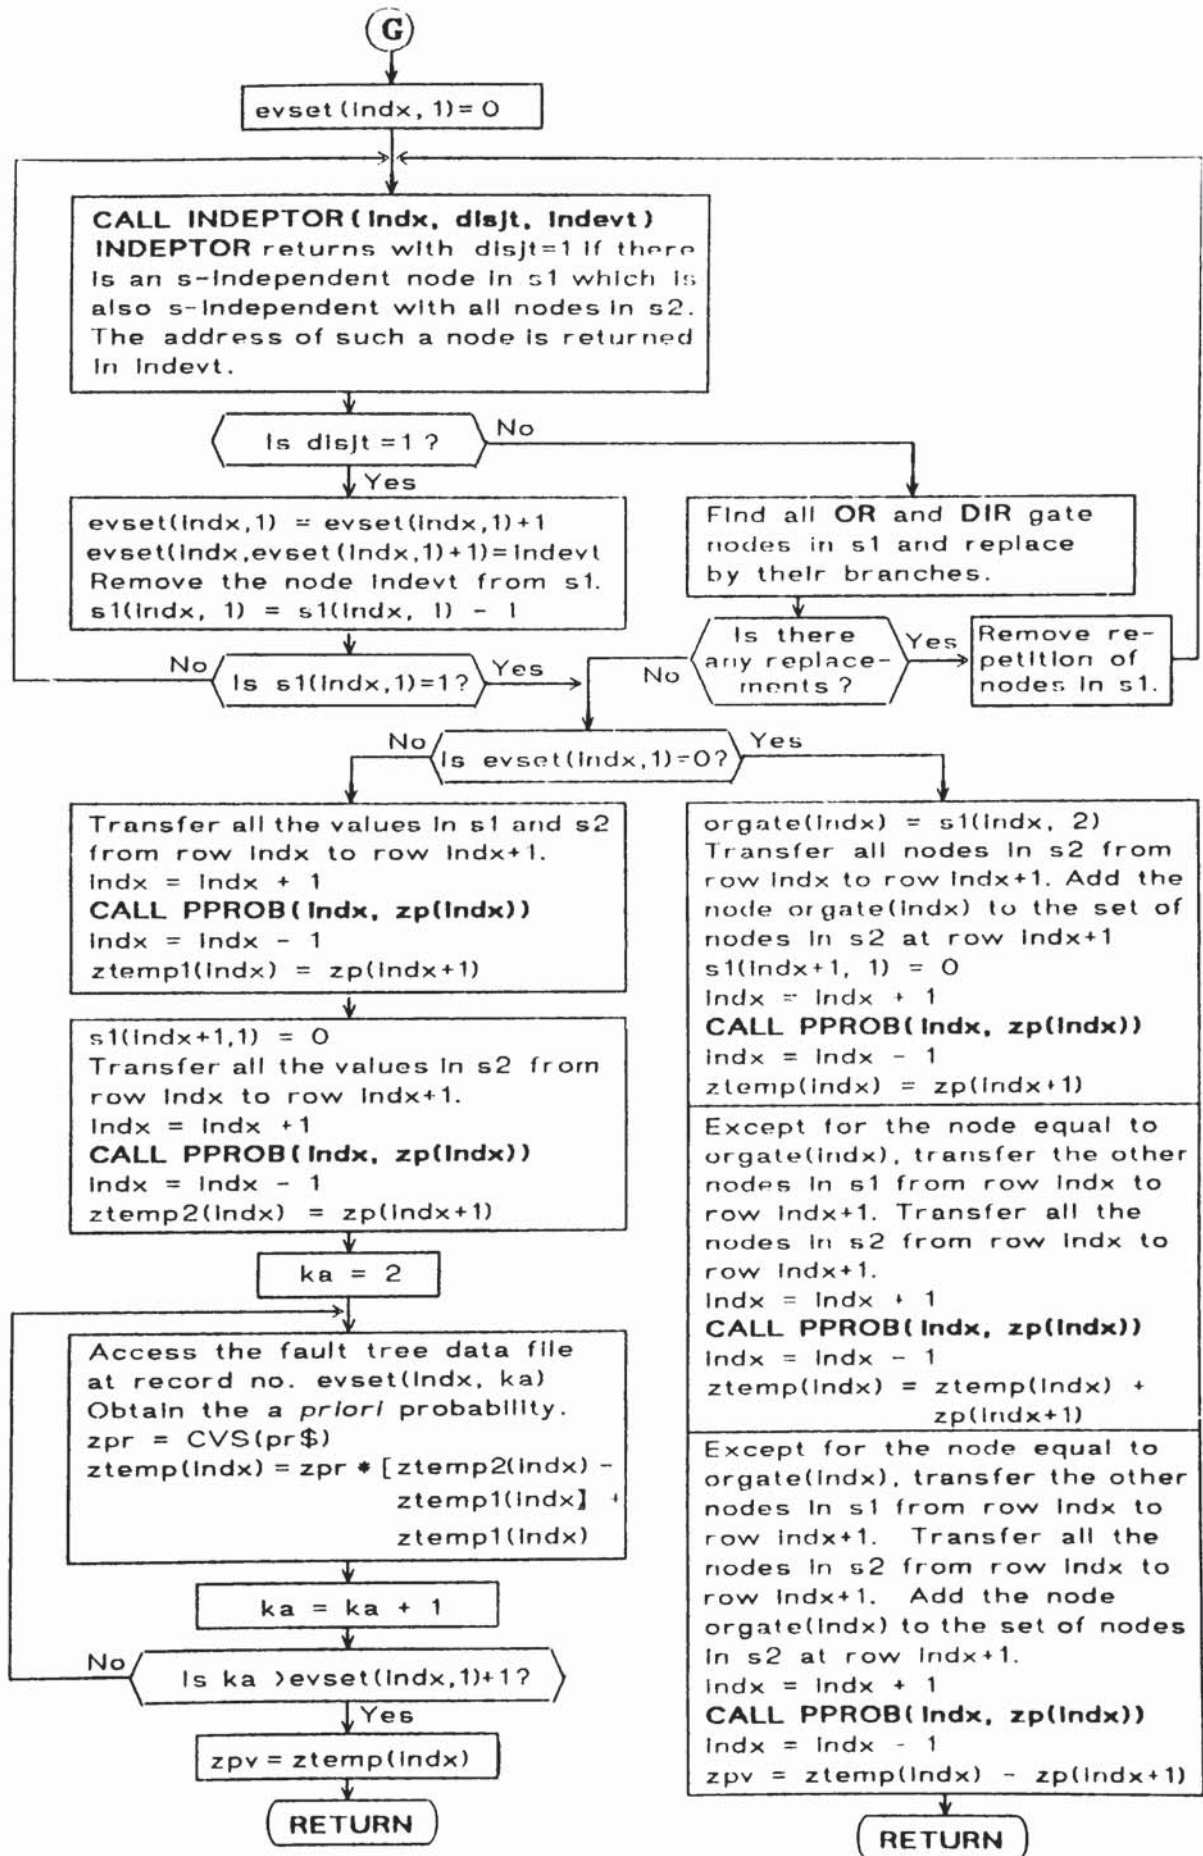 G
evset(indx, 1)= 0
CALL INDEPTOR(indx, disjt, indevt)
INDEPTOR returns with disjt=1 if there
is an s-independent node in s1 which is
also s-independent with all nodes in s2.
The address of such a node is returned
in indevt.
Is disjt =1 ?
No
Yes
evset(indx,1) = evset(indx,1)+1
evset(indx,evset(indx,1)+1)=indevt
Remove the node indevt from s1.
s1(indx, 1) = s1(indx, 1) - 1
Find all OR and DIR gate
nodes in s1 and replace
by their branches.
No
Is s1(indx,1)=1?
Yes
No
Is there
any replace-
ments ?
Yes
Remove re-
petition of
nodes in s1.
No
Is evset(indx,1)=0?
Yes
Transfer all the values in s1 and s2
from row indx to row indx+1.
indx = indx + 1
CALL PPROB(indx, zp(indx))
indx = indx - 1
ztemp1(indx) = zp(indx+1)
s1(indx+1,1) = 0
Transfer all the values in s2 from
row indx to row indx+1.
indx = indx +1
CALL PPROB(indx, zp(indx))
indx = indx - 1
ztemp2(indx) = zp(indx+1)
ka = 2
Access the fault tree data file
at record no. evset(indx, ka)
Obtain the a priori probability.
zpr = CVS(pr$)
ztemp(indx) = zpr * [ztemp2(indx) -
ztemp1(indx] +
ztemp1(indx)
ka = ka + 1
No
Is ka >evset(indx,1)+1?
Yes
zpv = ztemp(indx)
RETURN
orgate(indx) = s1(indx, 2)
Transfer all nodes in s2 from
row indx to row indx+1. Add the
node orgate(indx) to the set of
nodes in s2 at row indx+1
s1(indx+1, 1) = 0
indx = indx + 1
CALL PPROB(indx, zp(indx))
indx = indx - 1
ztemp(indx) = zp(indx+1)
Except for the node equal to
orgate(indx), transfer the other
nodes in s1 from row indx to
row indx+1. Transfer all the
nodes in s2 from row indx to
row indx+1.
indx = indx + 1
CALL PPROB(indx, zp(indx))
indx = indx - 1
ztemp(indx) = ztemp(indx) +
zp(indx+1)
Except for the node equal to
orgate(indx), transfer the other
nodes in s1 from row indx to
row indx+1. Transfer all the
nodes in s2 from row indx to
row indx+1. Add the node
orgate(indx) to the set of nodes
in s2 at row indx+1.
indx = indx + 1
CALL PPROB(indx, zp(indx))
indx = indx - 1
zpv = ztemp(indx) - zp(indx+1)
RETURN